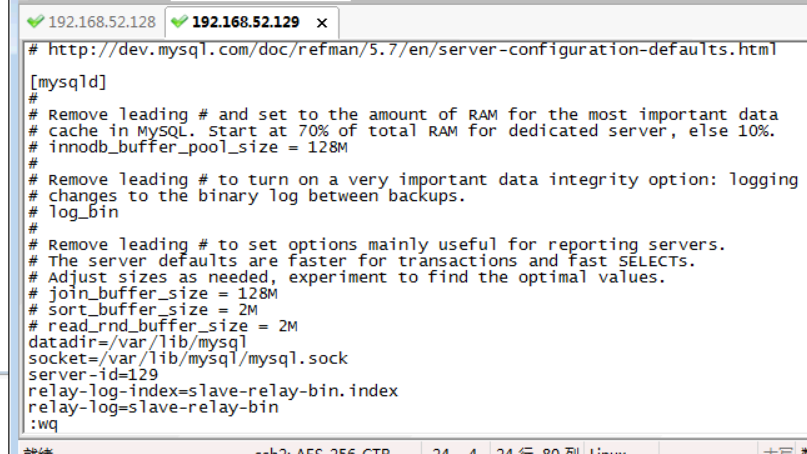 192.168.52.128
192.168.52.129 ×
# http://dev.mysql.com/doc/refman/5.7/en/server-configuration-defaults.html
[mysqld]
#
# Remove leading # and set to the amount of RAM for the most important data
# cache in MySQL. Start at 70% of total RAM for dedicated server, else 10%.
# innodb_buffer_pool_size = 128M
#
# Remove leading # to turn on a very important data integrity option: logging
# changes to the binary log between backups.
# log_bin
#
# Remove leading # to set options mainly useful for reporting servers.
# The server defaults are faster for transactions and fast SELECTs.
# Adjust sizes as needed, experiment to find the optimal values.
# join_buffer_size = 128M
# sort_buffer_size = 2M
# read_rnd_buffer_size = 2M
datadir=/var/lib/mysql
socket=/var/lib/mysql/mysql.sock
server-id=129
relay-log-index=slave-relay-bin.index
relay-log=slave-relay-bin
:wq
就绪 ssh2: AES-256-CTR 24, 4 24 行, 80 列 Linux